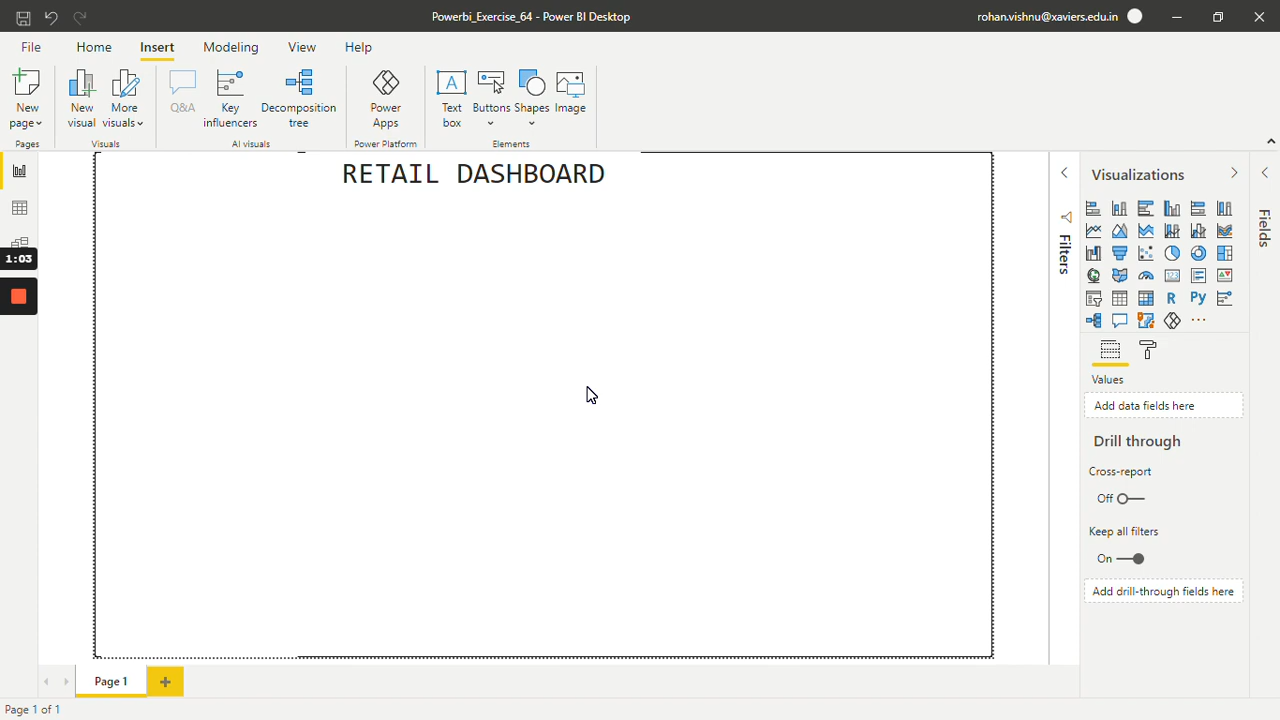 Powerbi_Exercise_64 - Power BI Desktop
rohan.vishnu@xaviers.edu.in
File
Home
Insert
Modeling
View
Help
New
page
New
visual
More
visuals
Q&A
Key
influencers
Decomposition
tree
Power
Apps
Text
box
Buttons
Shapes
Image
Pages
Visuals
AI visuals
Power Platform
Elements
RETAIL DASHBOARD
1:03
Filters
Visualizations
Fields
R
Py
Values
Add data fields here
Drill through
Cross-report
Off
Keep all filters
On
Add drill-through fields here
Page 1
Page 1 of 1